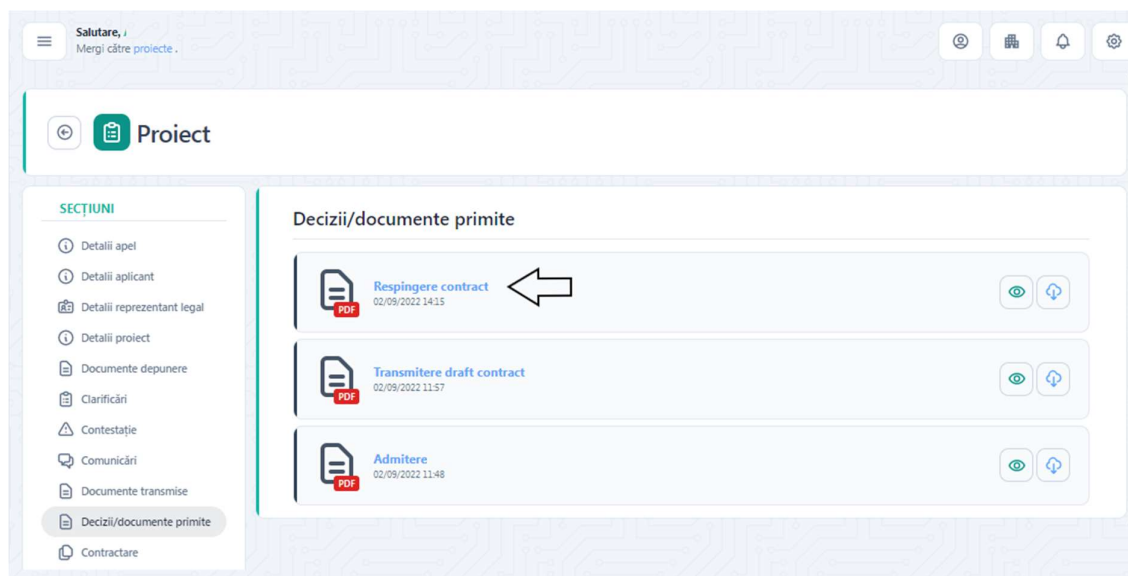 Salutare,
Mergi către proiecte .
Proiect
SECȚIUNI
Detalii apel
Detalii aplicant
Detalii reprezentant legal
Detalii proiect
Documente depunere
Clarificări
Contestație
Comunicări
Documente transmise
Decizii/documente primite
Contractare
Decizii/documente primite
PDF
Respingere contract
02/09/2022 14:15
PDF
Transmitere draft contract
02/09/2022 11:57
PDF
Admitere
02/09/2022 11:48